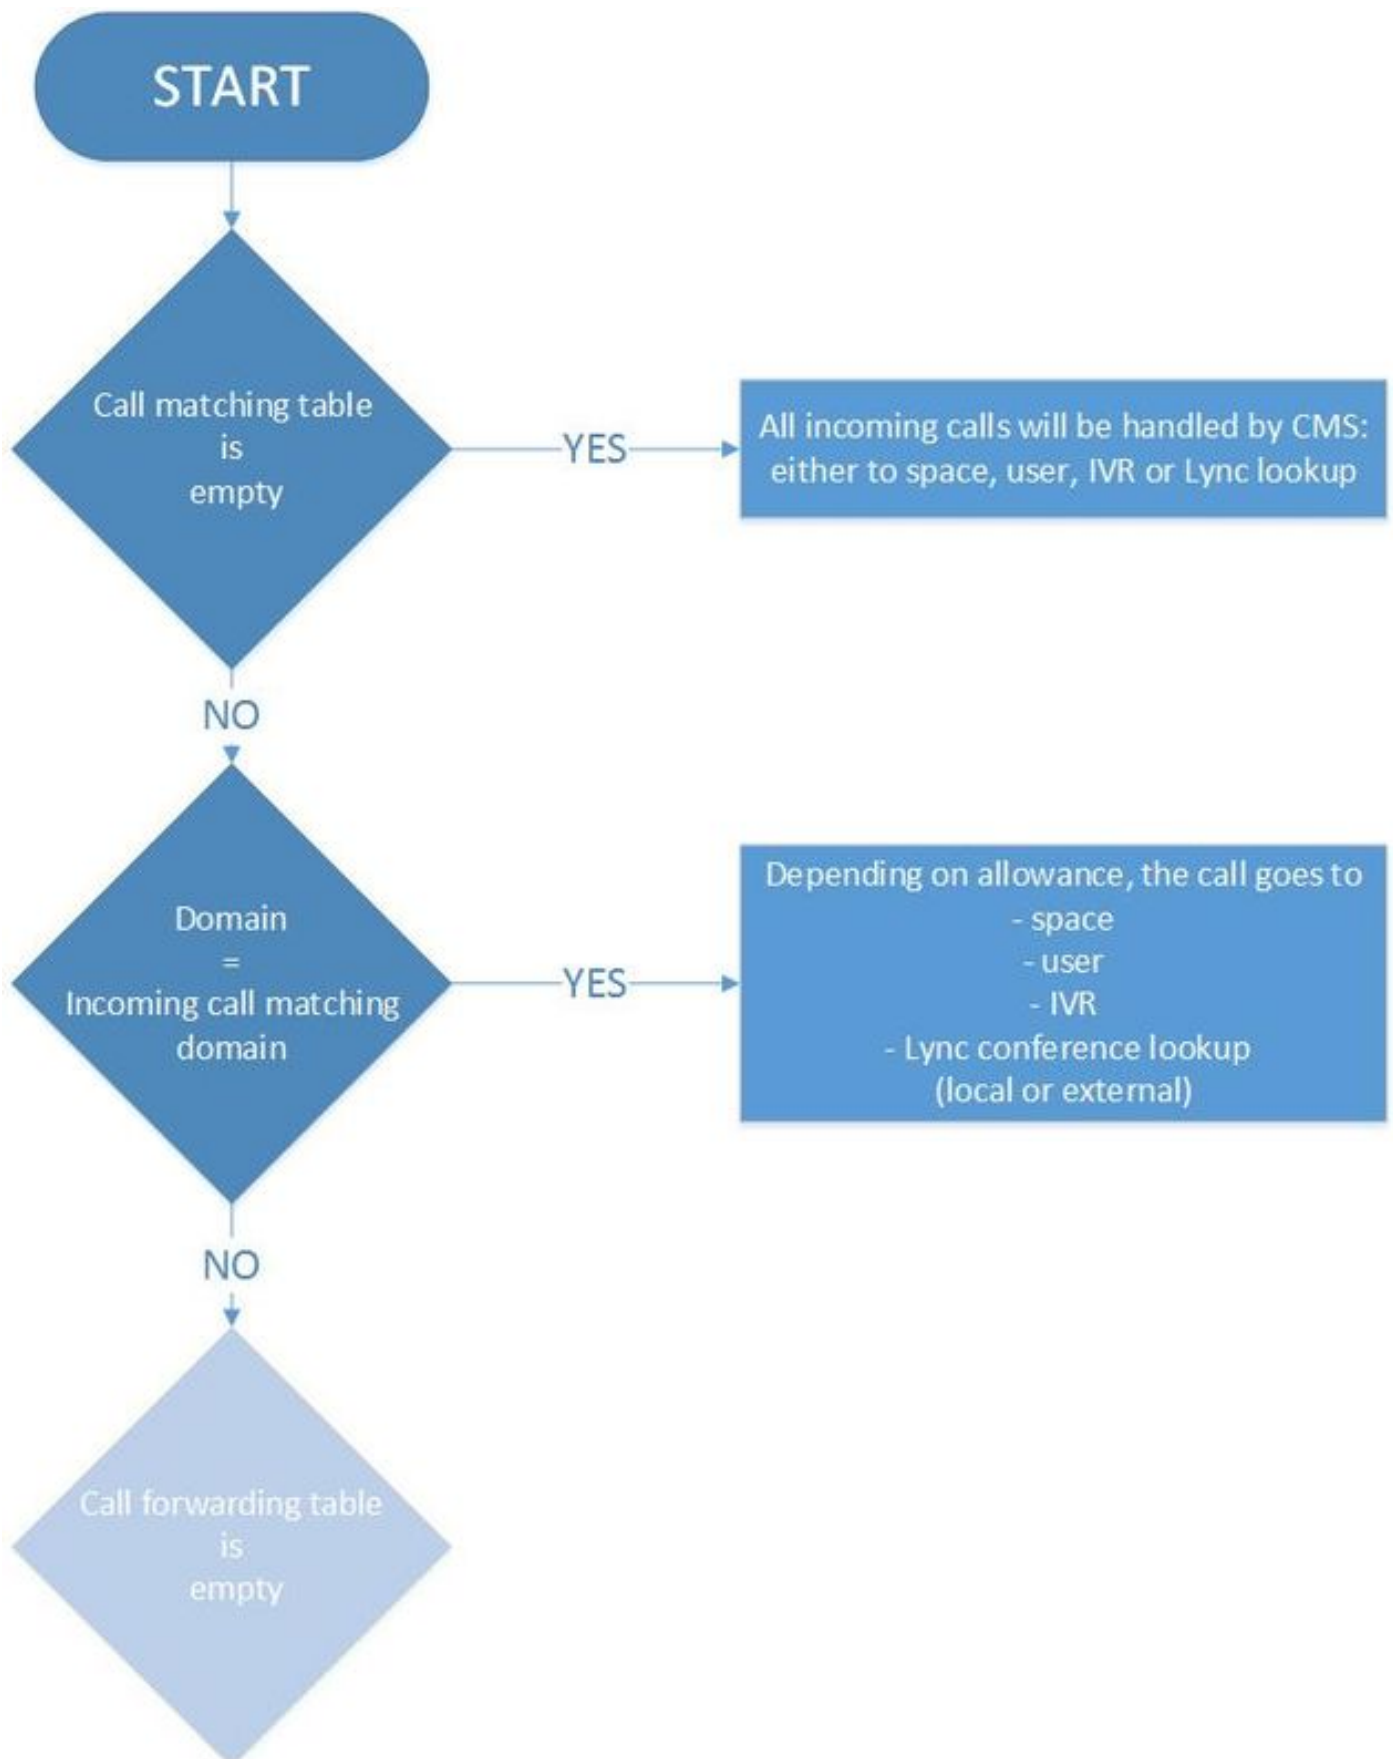 START
Call matching table
is
empty
YES
All incoming calls will be handled by CMS:
either to space, user, IVR or Lync lookup
NO
Domain
=
Incoming call matching
domain
YES
Depending on allowance, the call goes to
- space
- user
- IVR
- Lync conference lookup
(local or external)
NO
Call forwarding table
is
empty